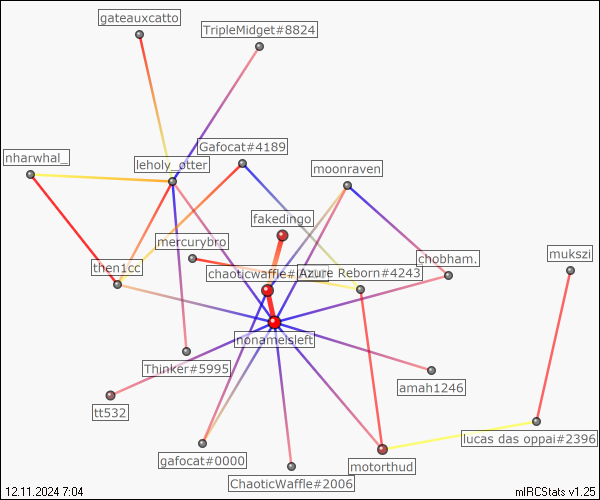 gateauxcatto
TripleMidget#8824
Gafocat#4189
nharwhal_
leholy_otter
moonraven
fakedingo
mercurybro
chobham.
mukszi
then1cc
chaoticwaffle#
Azure Reborn#4243
nonameisleft
Thinker#5995
amah1246
tt532
lucas das oppai#2396
gafocat#0000
motorthud
ChaoticWaffle#2006
12.11.2024 7:04
mIRCStats v1.25